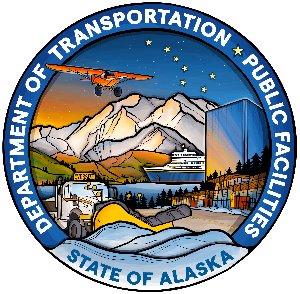 DEPARTMENT OF TRANSPORTATION ★ PUBLIC FACILITIES
STATE OF ALASKA